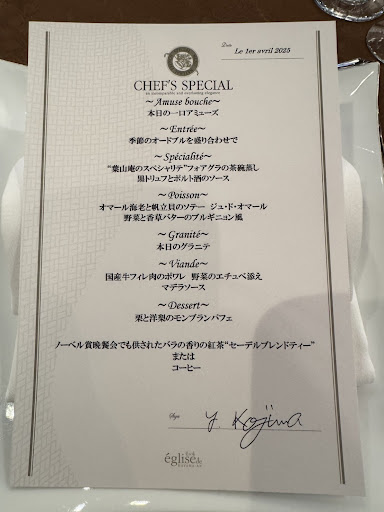 Date
Le 1er avril 2025
CHEF'S SPECIAL
an incomparable and everlasting elegance
~Amuse bouche~
本日の一口アミューズ
~Entrée~
季節のオードブルを盛り合わせで
~Spécialité~
"葉山庵のスペシャリテ"フォアグラの茶碗蒸し
黒トリュフとポルト酒のソース
~Poisson~
オマール海老と帆立貝のソテー ジュ・ド・オマール
野菜と香草バターのブルギニョン風
~Granité~
本日のグラニテ
~Viande~
国産牛フィレ肉のポワレ 野菜のエチュベ添え
マデラソース
~Dessert~
栗と洋梨のモンブランパフェ
ノーベル賞晩餐会でも供されたバラの香りの紅茶"セーデルブレンドティー"
または
コーヒー
Sign
Y. Kojima
église de